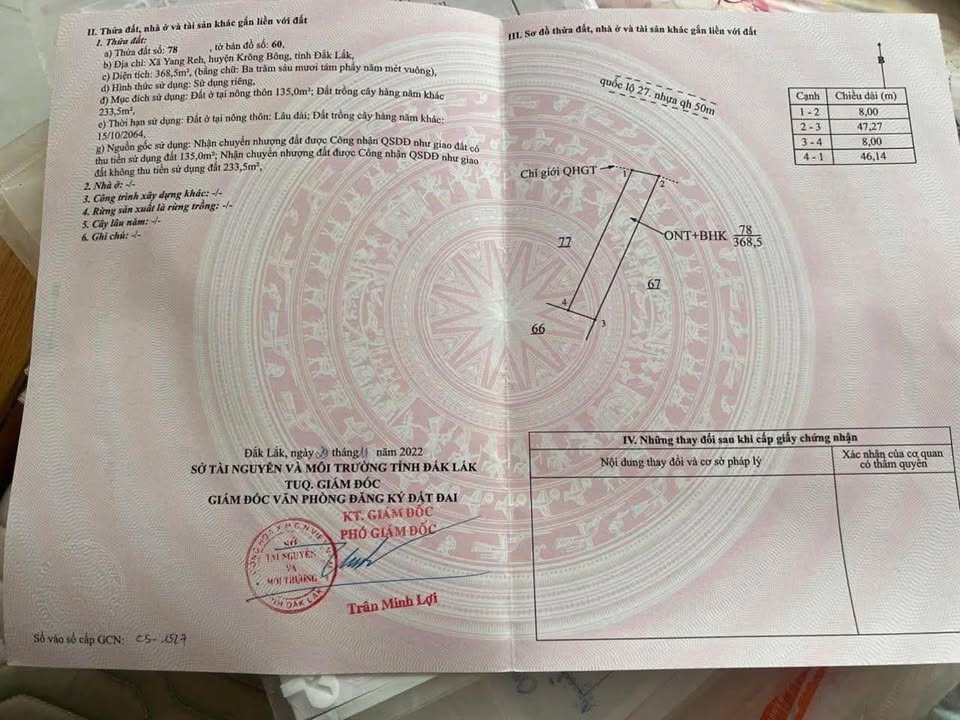 II. Thửa đất, nhà ở và tài sản khác gắn liền với đất
1. Thửa đất:
a) Thửa đất số: 78 , tờ bản đồ số: 60,
b) Địa chỉ: Xã Yang Reh, huyện Krông Bông, tỉnh Đắk Lắk,
c) Diện tích: 368,5m², (bằng chữ: Ba trăm sáu mươi tám phẩy năm mét vuông),
d) Hình thức sử dụng: Sử dụng riêng,
đ) Mục đích sử dụng: Đất ở tại nông thôn 135,0m²; Đất trồng cây hàng năm khác
233,5m²,
e) Thời hạn sử dụng: Đất ở tại nông thôn: Lâu dài; Đất trồng cây hàng năm khác:
15/10/2064,
g) Nguồn gốc sử dụng: Nhận chuyển nhượng đất được Công nhận QSDĐ như giao đất có
thu tiền sử dụng đất 135,0m²; Nhận chuyển nhượng đất được Công nhận QSDĐ như giao
đất không thu tiền sử dụng đất 233,5m²,
2. Nhà ở: -/-
3. Công trình xây dựng khác: -/-
4. Rừng sản xuất là rừng trồng: -/-
5. Cây lâu năm: -/-
6. Ghi chú: -/-
Đắk Lắk, ngày tháng 11 năm 2022
SỞ TÀI NGUYÊN VÀ MÔI TRƯỜNG TỈNH ĐẮK LẮK
TUQ. GIÁM ĐỐC
GIÁM ĐỐC VĂN PHÒNG ĐĂNG KÝ ĐẤT ĐAI
KT. GIÁM ĐỐC
PHÓ GIÁM ĐỐC
SỞ
TÀI NGUYÊN
VÀ
MÔI TRƯỜNG
TỈNH ĐẮK LẮK
Trần Minh Lợi
Số vào sổ cấp GCN: CS-1527
III. Sơ đồ thửa đất, nhà ở và tài sản khác gắn liền với đất
B
quốc lộ 27. nhựa qh 50m
Cạnh Chiều dài (m)
1 - 2 8,00
2 - 3 47,27
3 - 4 8,00
4 - 1 46,14
Chỉ giới QHGT
1
2
77
ONT+BHK 78
368,5
67
4
3
66
IV. Những thay đổi sau khi cấp giấy chứng nhận
Nội dung thay đổi và cơ sở pháp lý
Xác nhận của cơ quan
có thẩm quyền